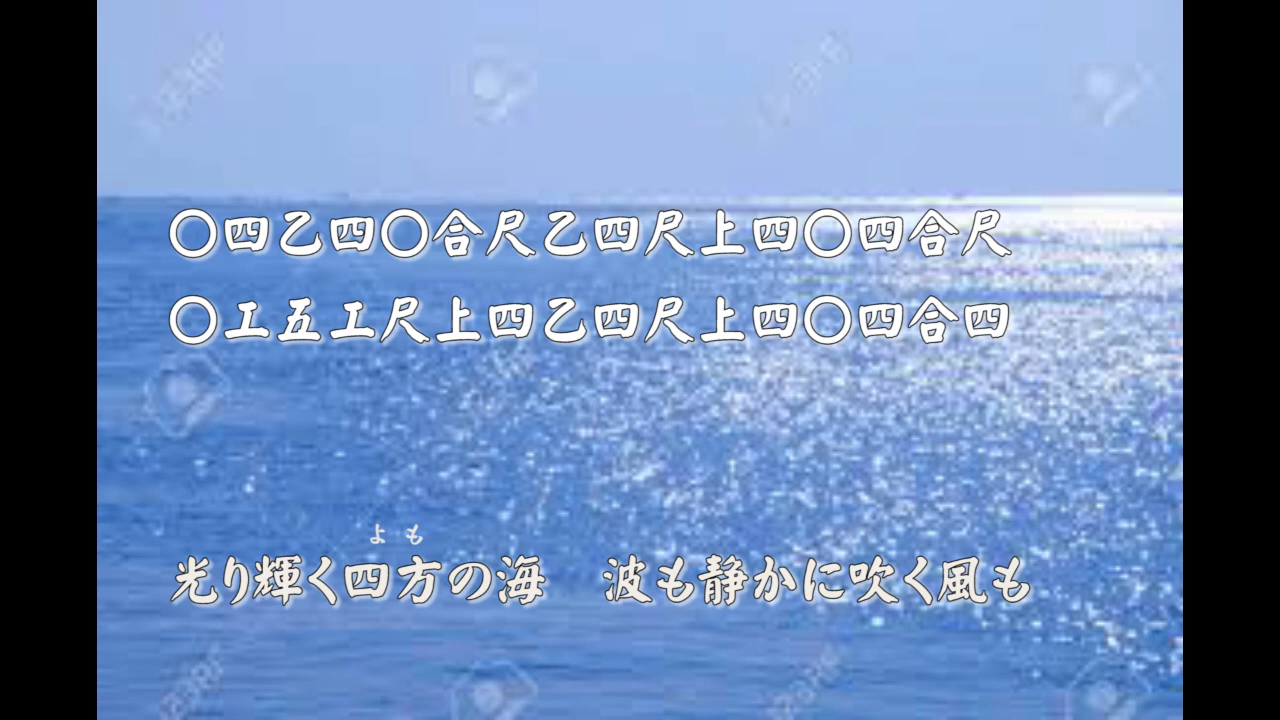 〇四乙四〇合尺乙四尺上四〇四合尺
〇工五工尺上四乙四尺上四〇四合四
よも
光り輝く四方の海　波も静かに吹く風も